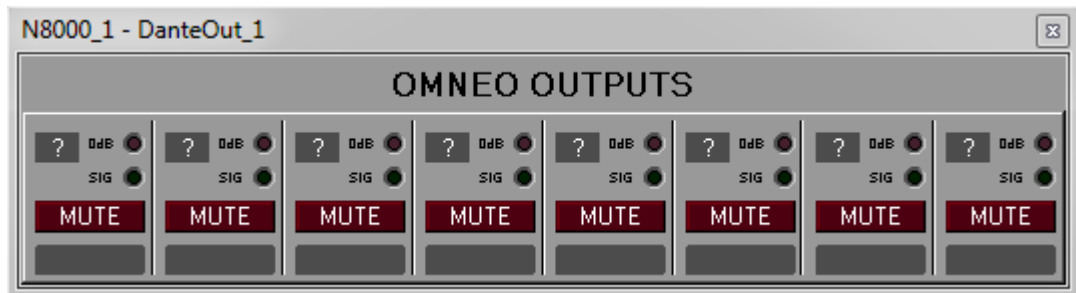 N8000_1 - DanteOut_1
OMNEO OUTPUTS
? 0dB ? 0dB ? 0dB ? 0dB ? 0dB ? 0dB ? 0dB ? 0dB
SIG SIG SIG SIG SIG SIG SIG SIG
MUTE MUTE MUTE MUTE MUTE MUTE MUTE MUTE